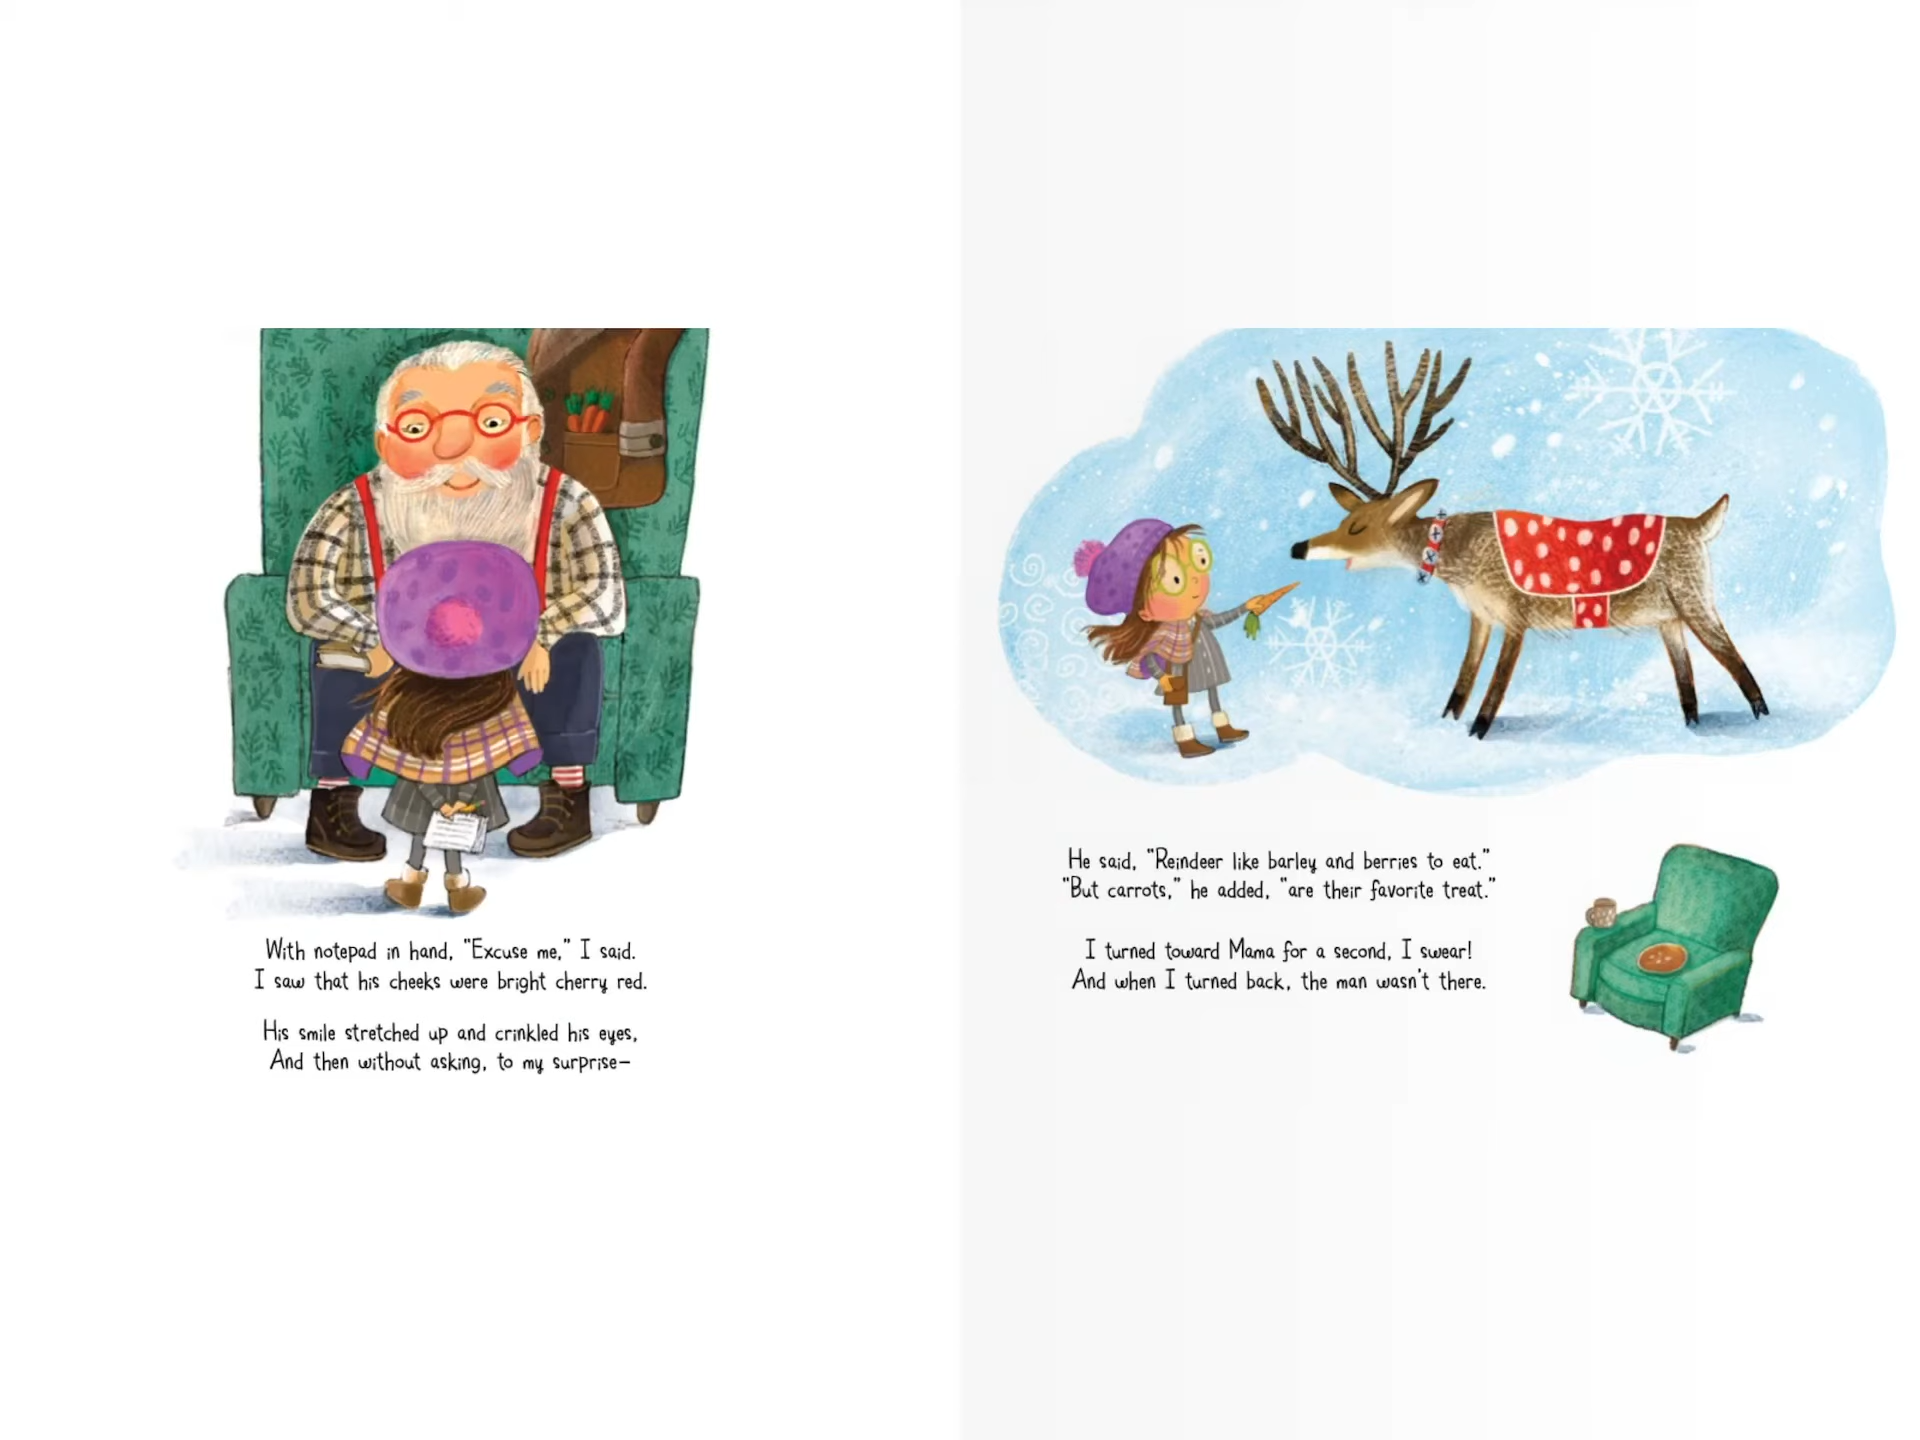 With notepad in hand, "Excuse me," I said.
I saw that his cheeks were bright cherry red.
His smile stretched up and crinkled his eyes,
And then without asking, to my surprise—
He said, "Reindeer like barley and berries to eat."
"But carrots," he added, "are their favorite treat."
I turned toward Mama for a second, I swear!
And when I turned back, the man wasn't there.